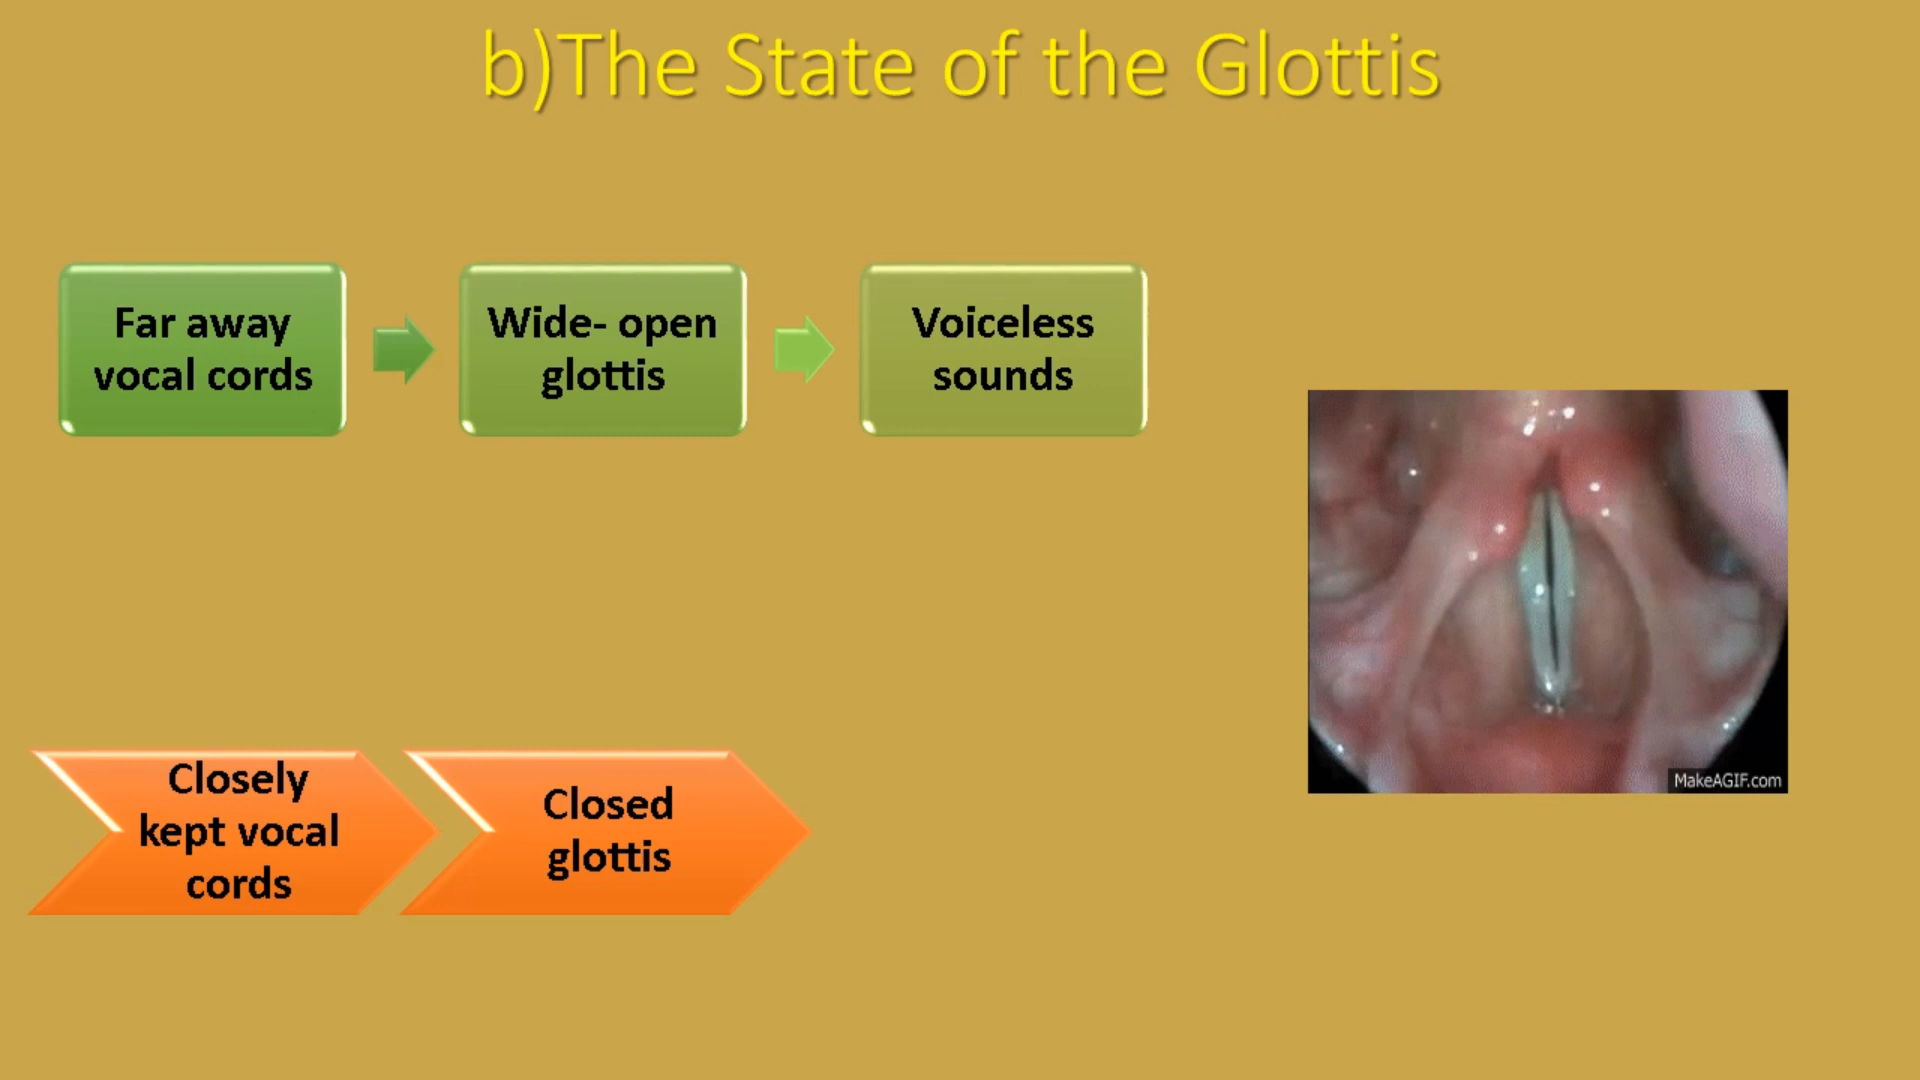 b)The State of the Glottis
Far away
vocal cords
Wide- open
glottis
Voiceless
sounds
Closely
kept vocal
cords
Closed
glottis
MakeAGIF.com